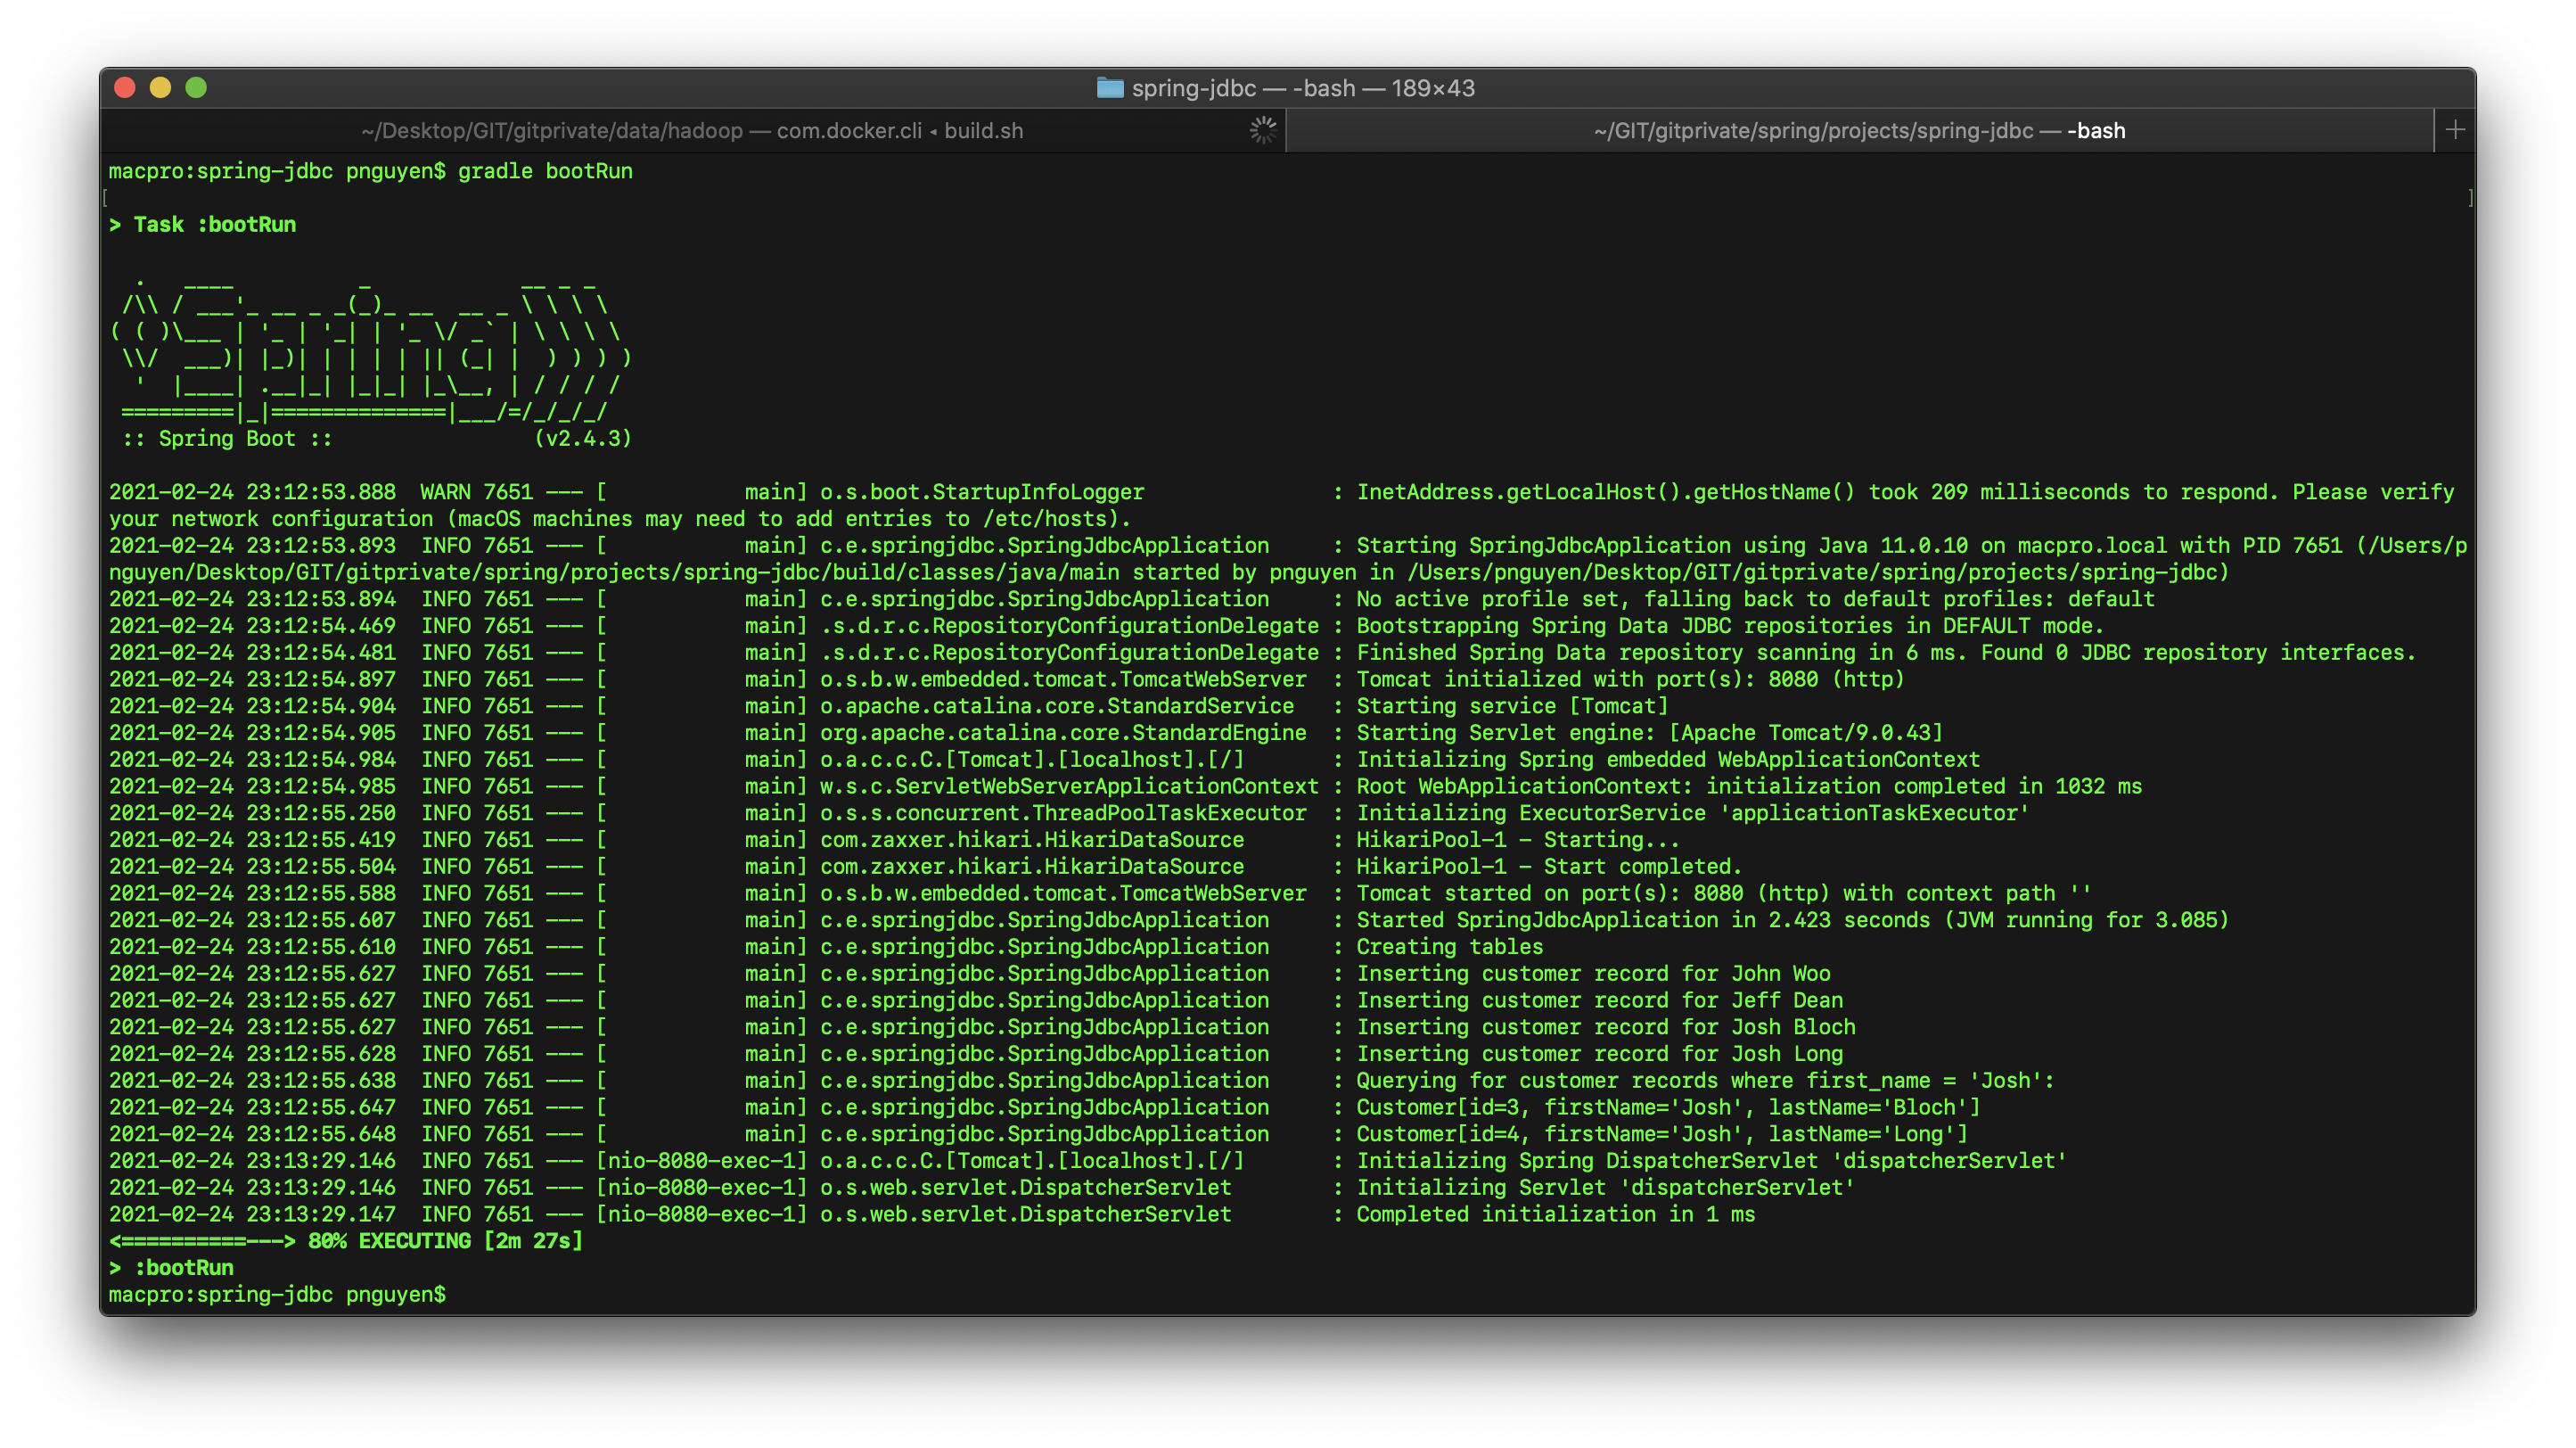 spring-jdbc — -bash — 189×43
~/Desktop/GIT/gitprivate/data/hadoop — com.docker.cli ◂ build.sh
~/GIT/gitprivate/spring/projects/spring-jdbc — -bash
macpro:spring-jdbc pnguyen$ gradle bootRun
[ ]
> Task :bootRun
  .   ____          _            __ _ _
 /\\ / ___'_ __ _ _(_)_ __  __ _ \ \ \ \
( ( )\___ | '_ | '_| | '_ \/ _` | \ \ \ \
 \\/  ___)| |_)| | | | | || (_| |  ) ) ) )
  '  |____| .__|_| |_|_| |_\__, | / / / /
 =========|_|==============|___/=/_/_/_/
 :: Spring Boot ::                (v2.4.3)
2021-02-24 23:12:53.888  WARN 7651 --- [           main] o.s.boot.StartupInfoLogger               : InetAddress.getLocalHost().getHostName() took 209 milliseconds to respond. Please verify
your network configuration (macOS machines may need to add entries to /etc/hosts).
2021-02-24 23:12:53.893  INFO 7651 --- [           main] c.e.springjdbc.SpringJdbcApplication     : Starting SpringJdbcApplication using Java 11.0.10 on macpro.local with PID 7651 (/Users/p
nguyen/Desktop/GIT/gitprivate/spring/projects/spring-jdbc/build/classes/java/main started by pnguyen in /Users/pnguyen/Desktop/GIT/gitprivate/spring/projects/spring-jdbc)
2021-02-24 23:12:53.894  INFO 7651 --- [           main] c.e.springjdbc.SpringJdbcApplication     : No active profile set, falling back to default profiles: default
2021-02-24 23:12:54.469  INFO 7651 --- [           main] .s.d.r.c.RepositoryConfigurationDelegate : Bootstrapping Spring Data JDBC repositories in DEFAULT mode.
2021-02-24 23:12:54.481  INFO 7651 --- [           main] .s.d.r.c.RepositoryConfigurationDelegate : Finished Spring Data repository scanning in 6 ms. Found 0 JDBC repository interfaces.
2021-02-24 23:12:54.897  INFO 7651 --- [           main] o.s.b.w.embedded.tomcat.TomcatWebServer  : Tomcat initialized with port(s): 8080 (http)
2021-02-24 23:12:54.904  INFO 7651 --- [           main] o.apache.catalina.core.StandardService   : Starting service [Tomcat]
2021-02-24 23:12:54.905  INFO 7651 --- [           main] org.apache.catalina.core.StandardEngine  : Starting Servlet engine: [Apache Tomcat/9.0.43]
2021-02-24 23:12:54.984  INFO 7651 --- [           main] o.a.c.c.C.[Tomcat].[localhost].[/]       : Initializing Spring embedded WebApplicationContext
2021-02-24 23:12:54.985  INFO 7651 --- [           main] w.s.c.ServletWebServerApplicationContext : Root WebApplicationContext: initialization completed in 1032 ms
2021-02-24 23:12:55.250  INFO 7651 --- [           main] o.s.s.concurrent.ThreadPoolTaskExecutor  : Initializing ExecutorService 'applicationTaskExecutor'
2021-02-24 23:12:55.419  INFO 7651 --- [           main] com.zaxxer.hikari.HikariDataSource       : HikariPool-1 - Starting...
2021-02-24 23:12:55.504  INFO 7651 --- [           main] com.zaxxer.hikari.HikariDataSource       : HikariPool-1 - Start completed.
2021-02-24 23:12:55.588  INFO 7651 --- [           main] o.s.b.w.embedded.tomcat.TomcatWebServer  : Tomcat started on port(s): 8080 (http) with context path ''
2021-02-24 23:12:55.607  INFO 7651 --- [           main] c.e.springjdbc.SpringJdbcApplication     : Started SpringJdbcApplication in 2.423 seconds (JVM running for 3.085)
2021-02-24 23:12:55.610  INFO 7651 --- [           main] c.e.springjdbc.SpringJdbcApplication     : Creating tables
2021-02-24 23:12:55.627  INFO 7651 --- [           main] c.e.springjdbc.SpringJdbcApplication     : Inserting customer record for John Woo
2021-02-24 23:12:55.627  INFO 7651 --- [           main] c.e.springjdbc.SpringJdbcApplication     : Inserting customer record for Jeff Dean
2021-02-24 23:12:55.627  INFO 7651 --- [           main] c.e.springjdbc.SpringJdbcApplication     : Inserting customer record for Josh Bloch
2021-02-24 23:12:55.628  INFO 7651 --- [           main] c.e.springjdbc.SpringJdbcApplication     : Inserting customer record for Josh Long
2021-02-24 23:12:55.638  INFO 7651 --- [           main] c.e.springjdbc.SpringJdbcApplication     : Querying for customer records where first_name = 'Josh':
2021-02-24 23:12:55.647  INFO 7651 --- [           main] c.e.springjdbc.SpringJdbcApplication     : Customer[id=3, firstName='Josh', lastName='Bloch']
2021-02-24 23:12:55.648  INFO 7651 --- [           main] c.e.springjdbc.SpringJdbcApplication     : Customer[id=4, firstName='Josh', lastName='Long']
2021-02-24 23:13:29.146  INFO 7651 --- [nio-8080-exec-1] o.a.c.c.C.[Tomcat].[localhost].[/]       : Initializing Spring DispatcherServlet 'dispatcherServlet'
2021-02-24 23:13:29.146  INFO 7651 --- [nio-8080-exec-1] o.s.web.servlet.DispatcherServlet        : Initializing Servlet 'dispatcherServlet'
2021-02-24 23:13:29.147  INFO 7651 --- [nio-8080-exec-1] o.s.web.servlet.DispatcherServlet        : Completed initialization in 1 ms
<==========---> 80% EXECUTING [2m 27s]
> :bootRun
macpro:spring-jdbc pnguyen$